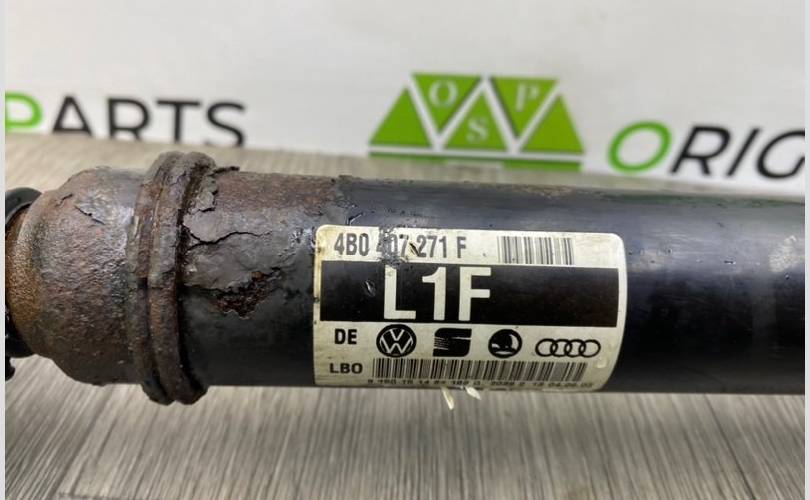 O S P
PARTS
ORIG
4B0 407 271 F
L1F
DE
LBO